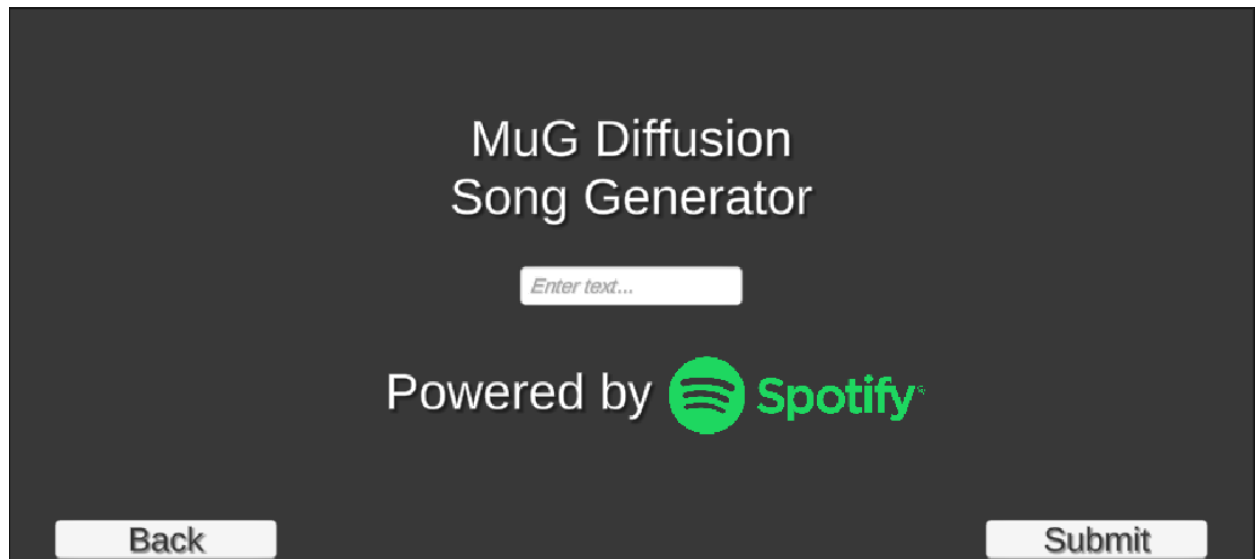 MuG Diffusion
Song Generator
Enter text...
Powered by Spotify®
Back
Submit